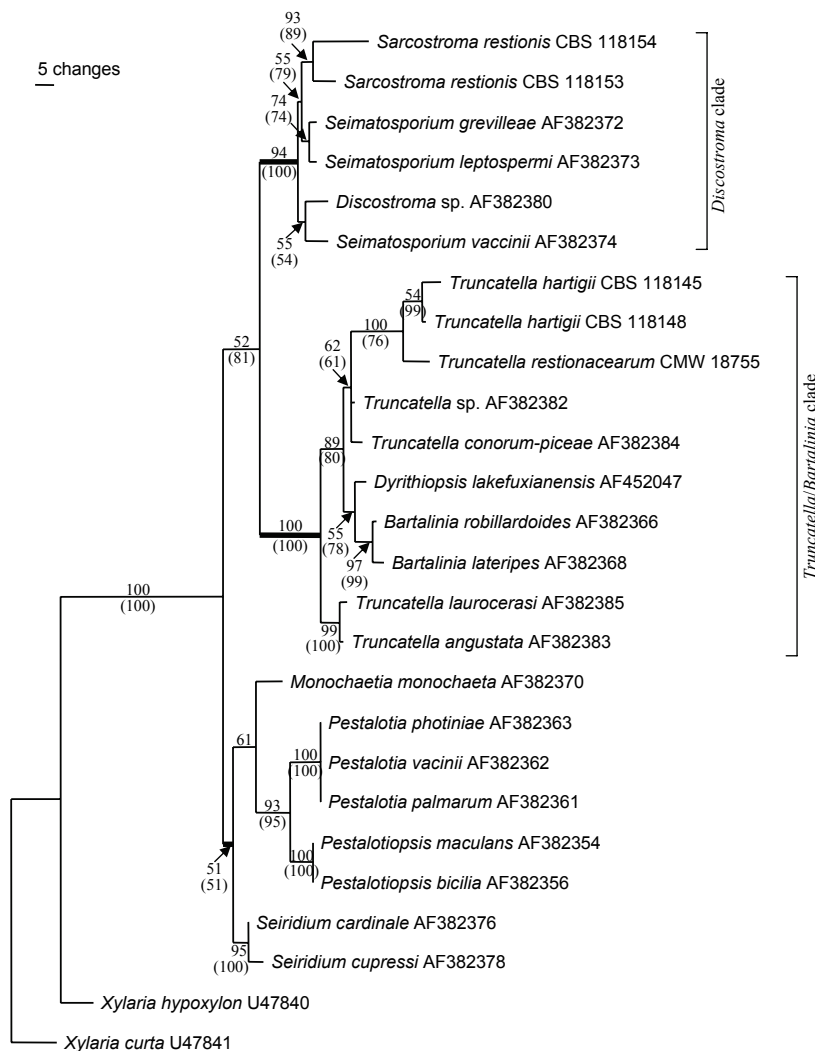 93
(89)
Sarcostroma restionis CBS 118154
5 changes
55
(79)
Sarcostroma restionis CBS 118153
74
(74)
Seimatosporium grevilleae AF382372
94
(100)
Seimatosporium leptospermi AF382373
Discostroma sp. AF382380
55
(54)
Seimatosporium vaccinii AF382374
Discostroma clade
Truncatella hartigii CBS 118145
54
(99)
Truncatella hartigii CBS 118148
100
(76)
52
(81)
62
(61)
Truncatella restionacearum CMW 18755
Truncatella sp. AF382382
89
(80)
Truncatella conorum-piceae AF382384
Dyrithiopsis lakefuxianensis AF452047
100
(100)
55
(78)
Bartalinia robillardoides AF382366
97
(99)
Bartalinia lateripes AF382368
100
(100)
Truncatella laurocerasi AF382385
99
(100)
Truncatella angustata AF382383
Truncatella/Bartalinia clade
Monochaetia monochaeta AF382370
61
Pestalotia photiniae AF382363
100
(100)
Pestalotia vacinii AF382362
93
(95)
Pestalotia palmarum AF382361
Pestalotiopsis maculans AF382354
100
(100)
51
(51)
Pestalotiopsis bicilia AF382356
Seiridium cardinale AF382376
95
(100)
Seiridium cupressi AF382378
Xylaria hypoxylon U47840
Xylaria curta U47841